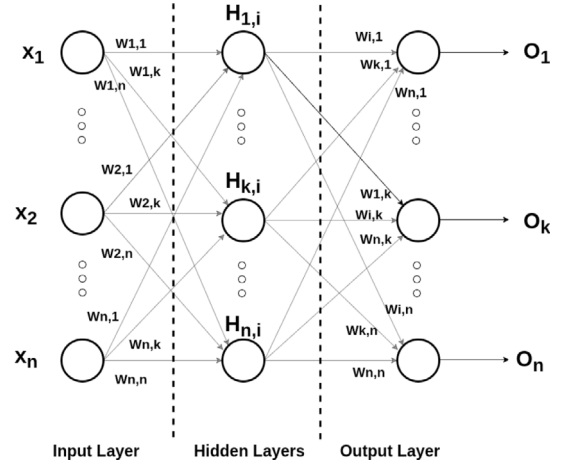 H1,i
x1
W1,1
Wi,1
O1
W1,k
Wk,1
W1,n
Wn,1
W2,1
Hk,i
W1,k
x2
W2,k
Wi,k
Ok
Wn,k
W2,n
Wi,n
Wn,1
Hn,i
Wk,n
Wn,k
xn
On
Wn,n
Wn,n
Input Layer
Hidden Layers
Output Layer